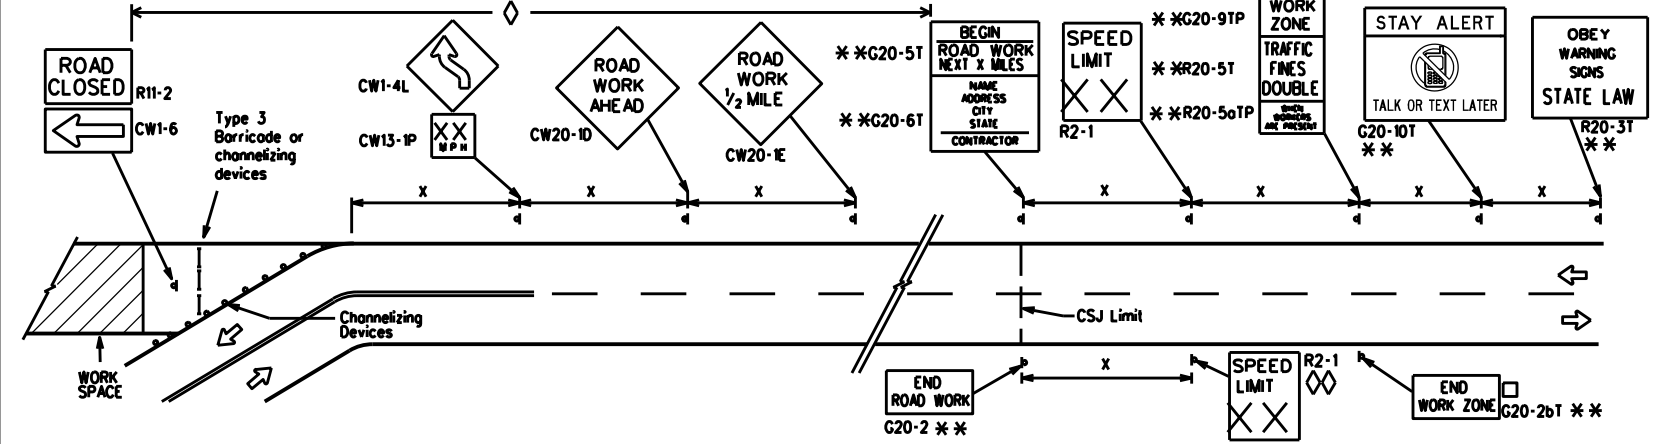 ROAD
CLOSED
R11-2
CW1-6
Type 3
Barricade or
channelizing
devices
CW1-4L
XX
MPH
CW13-1P
ROAD
WORK
AHEAD
CW20-1D
ROAD
WORK
1/2 MILE
CW20-1E
* *G20-5T
* *G20-6T
BEGIN
ROAD WORK
NEXT X MILES
NAME
ADDRESS
CITY
STATE
CONTRACTOR
SPEED
LIMIT
XX
R2-1
* *G20-9TP
* *R20-5T
* *R20-5aTP
WORK
ZONE
TRAFFIC
FINES
DOUBLE
WHEN
WORKERS
ARE PRESENT
STAY ALERT
TALK OR TEXT LATER
G20-10T
* *
OBEY
WARNING
SIGNS
STATE LAW
R20-3T
* *
X
X
X
X
X
X
X
Channelizing
Devices
WORK
SPACE
CSJ Limit
X
END
ROAD WORK
G20-2 * *
SPEED
LIMIT
XX
R2-1
END
WORK ZONE
G20-2bT * *